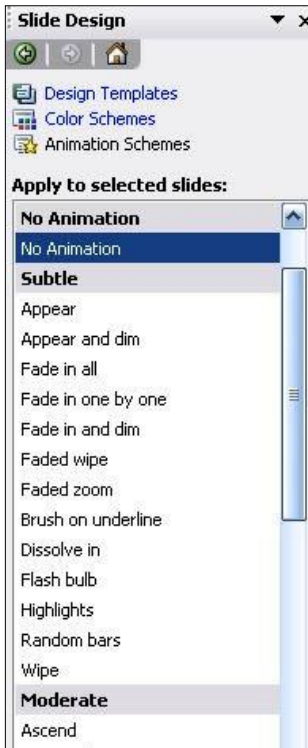 Slide Design
Design Templates
Color Schemes
Animation Schemes
Apply to selected slides:
No Animation
No Animation
Subtle
Appear
Appear and dim
Fade in all
Fade in one by one
Fade in and dim
Faded wipe
Faded zoom
Brush on underline
Dissolve in
Flash bulb
Highlights
Random bars
Wipe
Moderate
Ascend